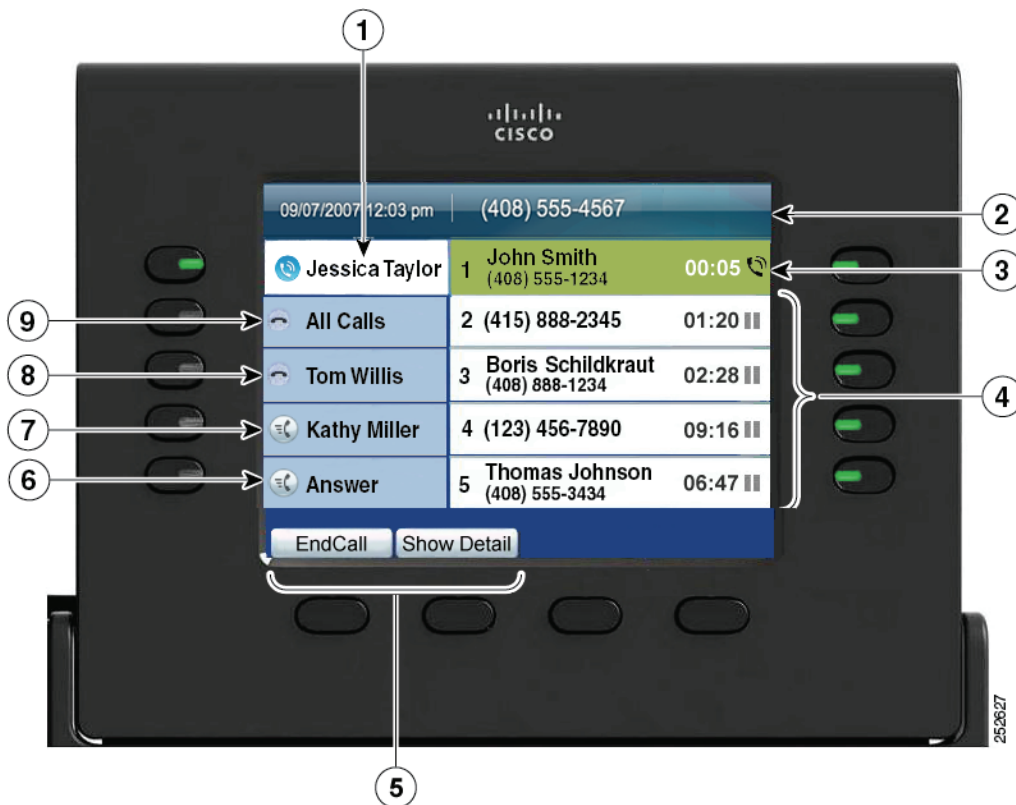 1
CISCO
09/07/2007 12:03 pm (408) 555-4567
2
Jessica Taylor
1 John Smith
(408) 555-1234
00:05
3
9
All Calls
2 (415) 888-2345 01:20
8
Tom Willis
3 Boris Schildkraut
(408) 888-1234
02:28
4
7
Kathy Miller
4 (123) 456-7890 09:16
6
Answer
5 Thomas Johnson
(408) 555-3434
06:47
EndCall Show Detail
5
252627